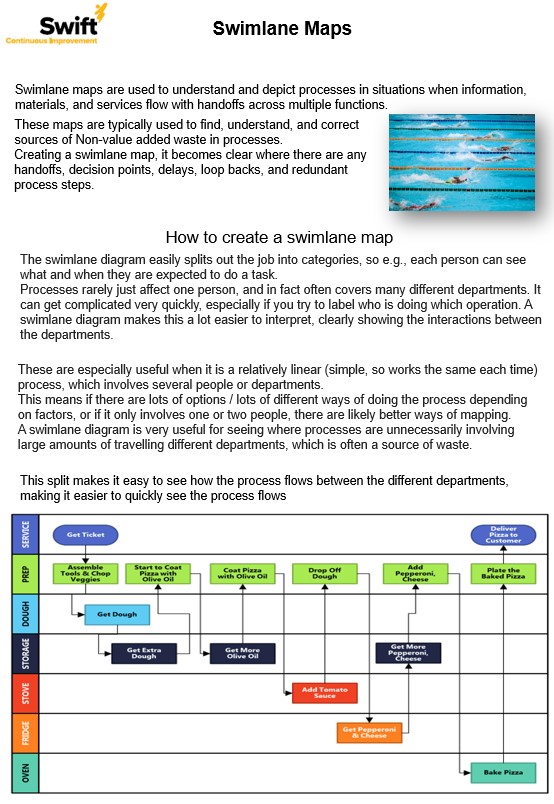 Swift
Continuous Improvement
Swimlane Maps
Swimlane maps are used to understand and depict processes in situations when information,
materials, and services flow with handoffs across multiple functions.
These maps are typically used to find, understand, and correct
sources of Non-value added waste in processes.
Creating a swimlane map, it becomes clear where there are any
handoffs, decision points, delays, loop backs, and redundant
process steps.
How to create a swimlane map
The swimlane diagram easily splits out the job into categories, so e.g., each person can see
what and when they are expected to do a task.
Processes rarely just affect one person, and in fact often covers many different departments. It
can get complicated very quickly, especially if you try to label who is doing which operation. A
swimlane diagram makes this a lot easier to interpret, clearly showing the interactions between
the departments.
These are especially useful when it is a relatively linear (simple, so works the same each time)
process, which involves several people or departments.
This means if there are lots of options / lots of different ways of doing the process depending
on factors, or if it only involves one or two people, there are likely better ways of mapping.
A swimlane diagram is very useful for seeing where processes are unnecessarily involving
large amounts of travelling different departments, which is often a source of waste.
This split makes it easy to see how the process flows between the different departments,
making it easier to quickly see the process flows
SERVICE
Get Ticket
Deliver
Pizza to
Customer
PREP
Assemble
Tools & Chop
Veggies
Start to Coat
Pizza with
Olive Oil
Coat Pizza
with Olive Oil
Drop Off
Dough
Add
Pepperoni,
Cheese
Plate the
Baked Pizza
DOUGH
Get Dough
STORAGE
Get Extra
Dough
Get More
Olive Oil
Get More
Pepperoni,
Cheese
STOVE
Add Tomato
Sauce
FRIDGE
Get Pepperoni
& Cheese
OVEN
Bake Pizza